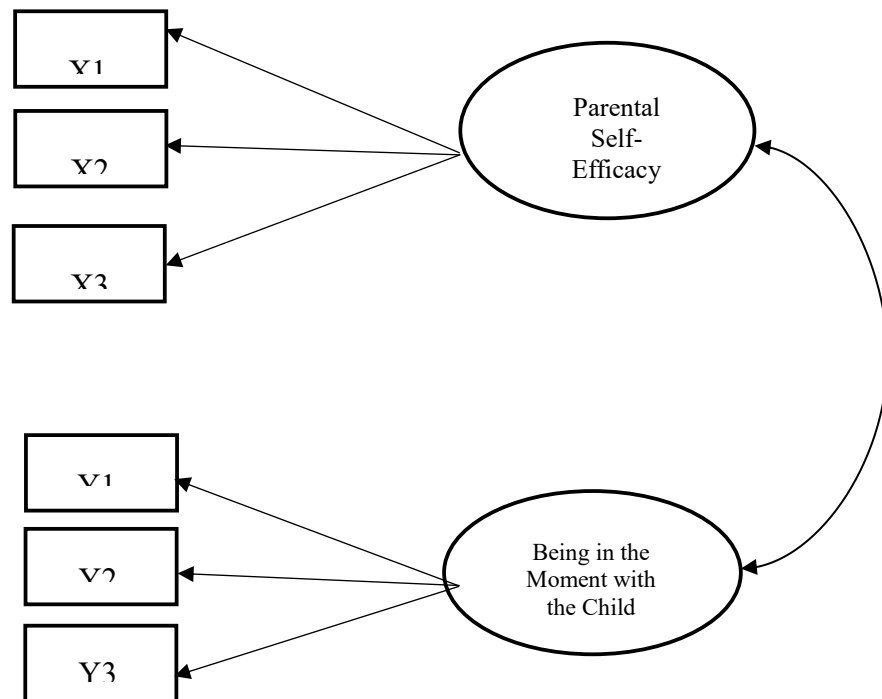 X1
X2
X3
Parental
Self-
Efficacy
Y1
Y2
Y3
Being in the
Moment with
the Child